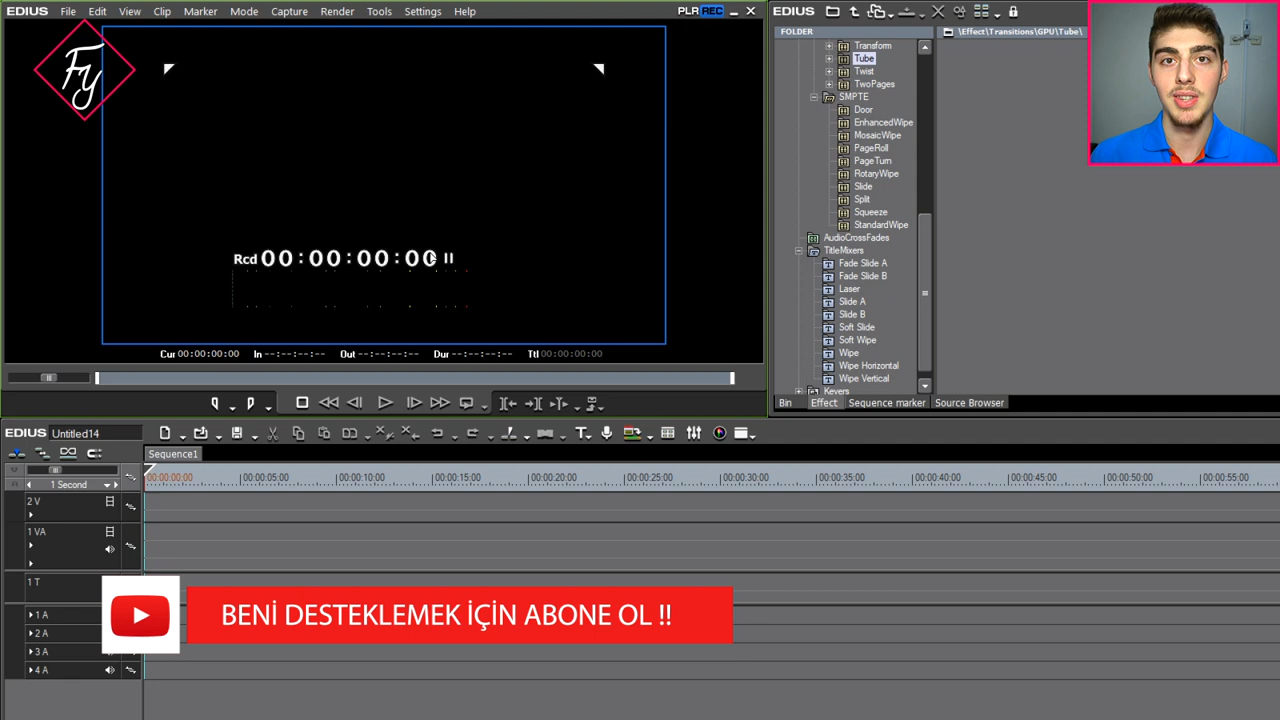 EDIUS File Edit View Clip Marker Mode Capture Render Tools Settings Help PLR REC
Fy
Rcd 00:00:00:00 II
Cur 00:00:00:00 In --:--:--:-- Out --:--:--:-- Dur --:--:--:-- Ttl 00:00:00:00
EDIUS
FOLDER
\Effect\Transitions\GPU\Tube\
Transform
Tube
Twist
TwoPages
SMPTE
Door
EnhancedWipe
MosaicWipe
PageRoll
PageTurn
RotaryWipe
Slide
Split
Squeeze
StandardWipe
AudioCrossFades
TitleMixers
Fade Slide A
Fade Slide B
Laser
Slide A
Slide B
Soft Slide
Soft Wipe
Wipe
Wipe Horizontal
Wipe Vertical
Keyers
Bin Effect Sequence marker Source Browser
EDIUS Untitled14
Sequence1
1 Second
00:00:00:00 00:00:05:00 00:00:10:00 00:00:15:00 00:00:20:00 00:00:25:00 00:00:30:00 00:00:35:00 00:00:40:00 00:00:45:00 00:00:50:00 00:00:55:00
2 V
1 VA
1 T
1 A
2 A
3 A
4 A
BENİ DESTEKLEMEK İÇİN ABONE OL !!